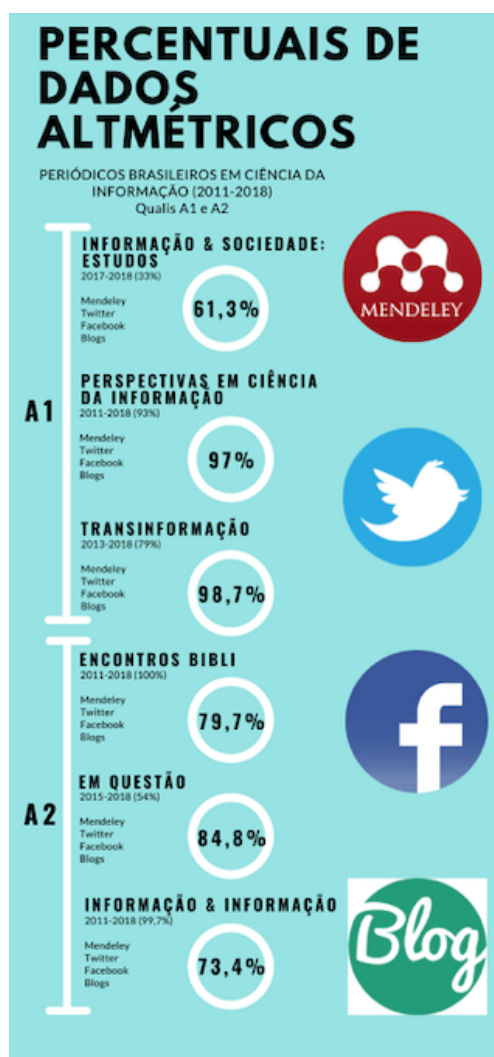 PERCENTUAIS DE
DADOS
ALTMÉTRICOS
PERIÓDICOS BRASILEIROS EM CIÊNCIA DA
INFORMAÇÃO (2011-2018)
Qualis A1 e A2
A1
INFORMAÇÃO & SOCIEDADE:
ESTUDOS
2017-2018 (33%)
Mendeley
Twitter
Facebook
Blogs
61,3%
MENDELEY
PERSPECTIVAS EM CIÊNCIA
DA INFORMAÇÃO
2011-2018 (93%)
Mendeley
Twitter
Facebook
Blogs
97%
TRANSINFORMAÇÃO
2013-2018 (79%)
Mendeley
Twitter
Facebook
Blogs
98,7%
A2
ENCONTROS BIBLI
2011-2018 (100%)
Mendeley
Twitter
Facebook
Blogs
79,7%
f
EM QUESTÃO
2015-2018 (54%)
Mendeley
Twitter
Facebook
Blogs
84,8%
INFORMAÇÃO & INFORMAÇÃO
2011-2018 (99,7%)
Mendeley
Twitter
Facebook
Blogs
73,4%
Blog